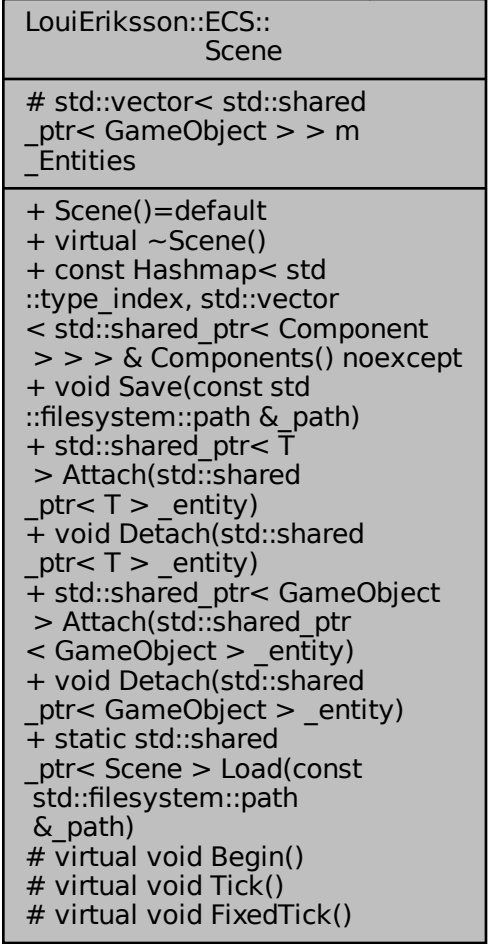 LouiEriksson::ECS::
Scene
# std::vector< std::shared
_ptr< GameObject > > m
_Entities
+ Scene()=default
+ virtual ~Scene()
+ const Hashmap< std
::type_index, std::vector
< std::shared_ptr< Component
> > > & Components() noexcept
+ void Save(const std
::filesystem::path &_path)
+ std::shared_ptr< T
> Attach(std::shared
_ptr< T > _entity)
+ void Detach(std::shared
_ptr< T > _entity)
+ std::shared_ptr< GameObject
> Attach(std::shared_ptr
< GameObject > _entity)
+ void Detach(std::shared
_ptr< GameObject > _entity)
+ static std::shared
_ptr< Scene > Load(const
std::filesystem::path
&_path)
# virtual void Begin()
# virtual void Tick()
# virtual void FixedTick()